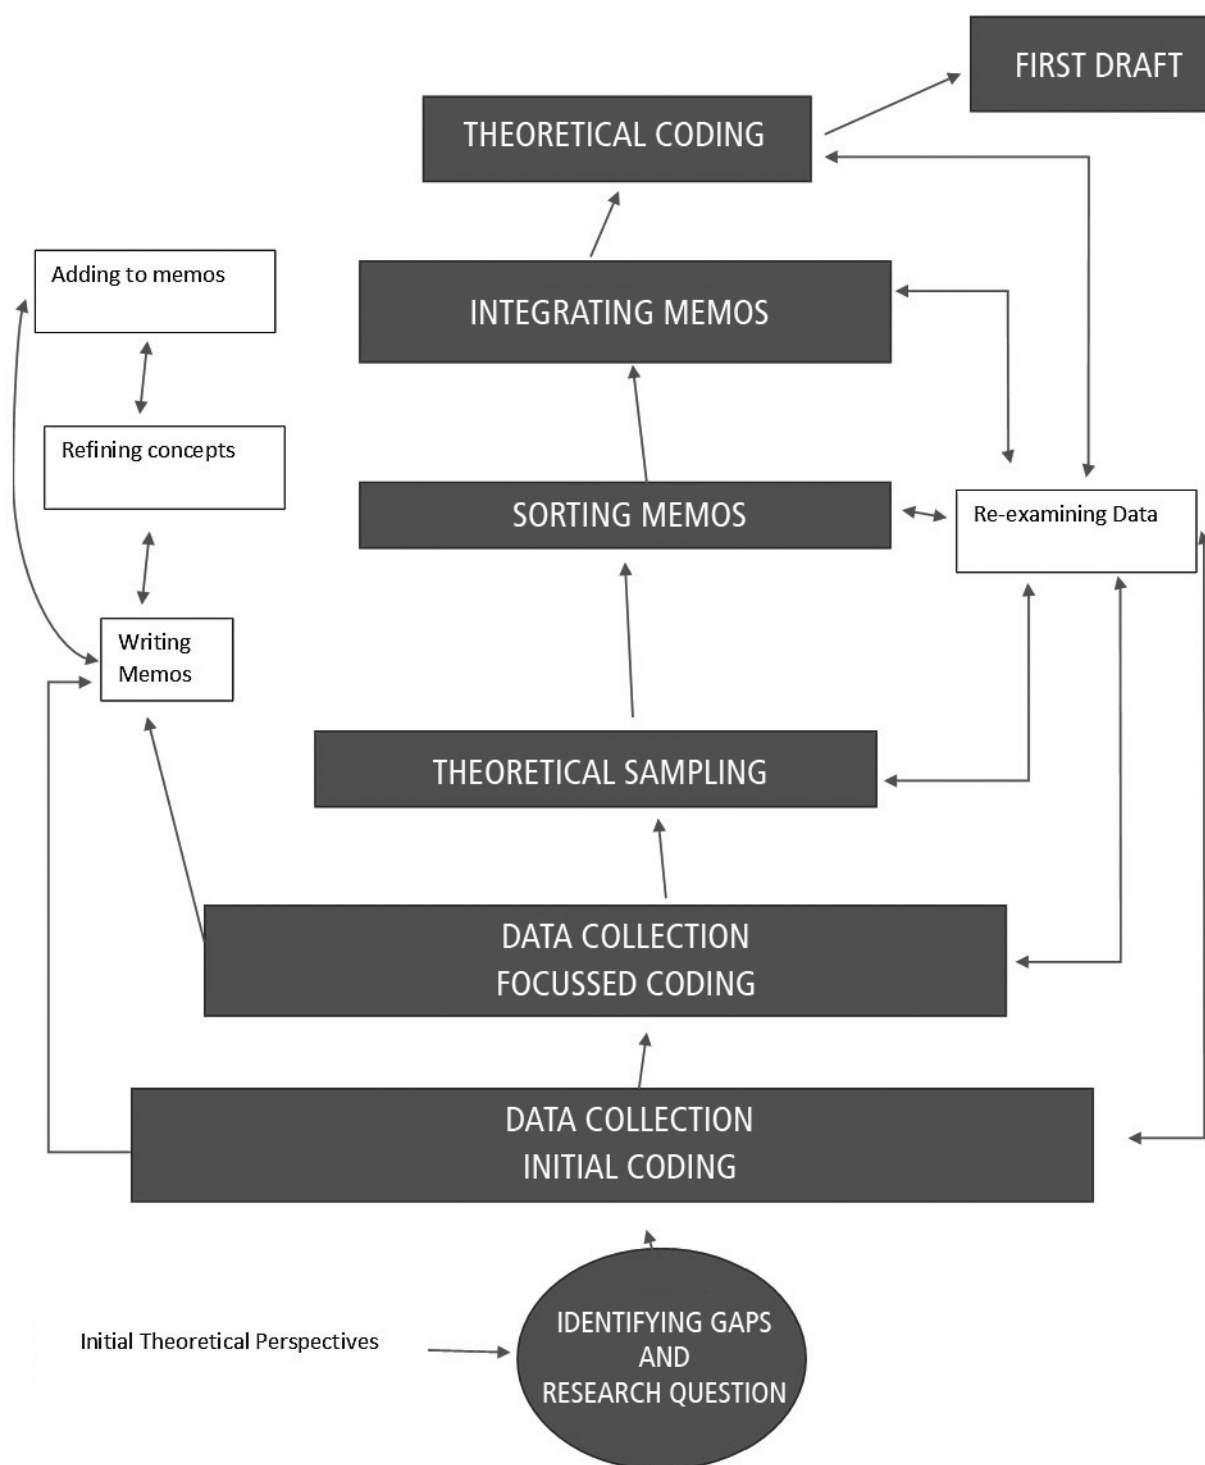 FIRST DRAFT
THEORETICAL CODING
Adding to memos
INTEGRATING MEMOS
Refining concepts
SORTING MEMOS
Re-examining Data
Writing
Memos
THEORETICAL SAMPLING
DATA COLLECTION
FOCUSSED CODING
DATA COLLECTION
INITIAL CODING
Initial Theoretical Perspectives
IDENTIFYING GAPS
AND
RESEARCH QUESTION